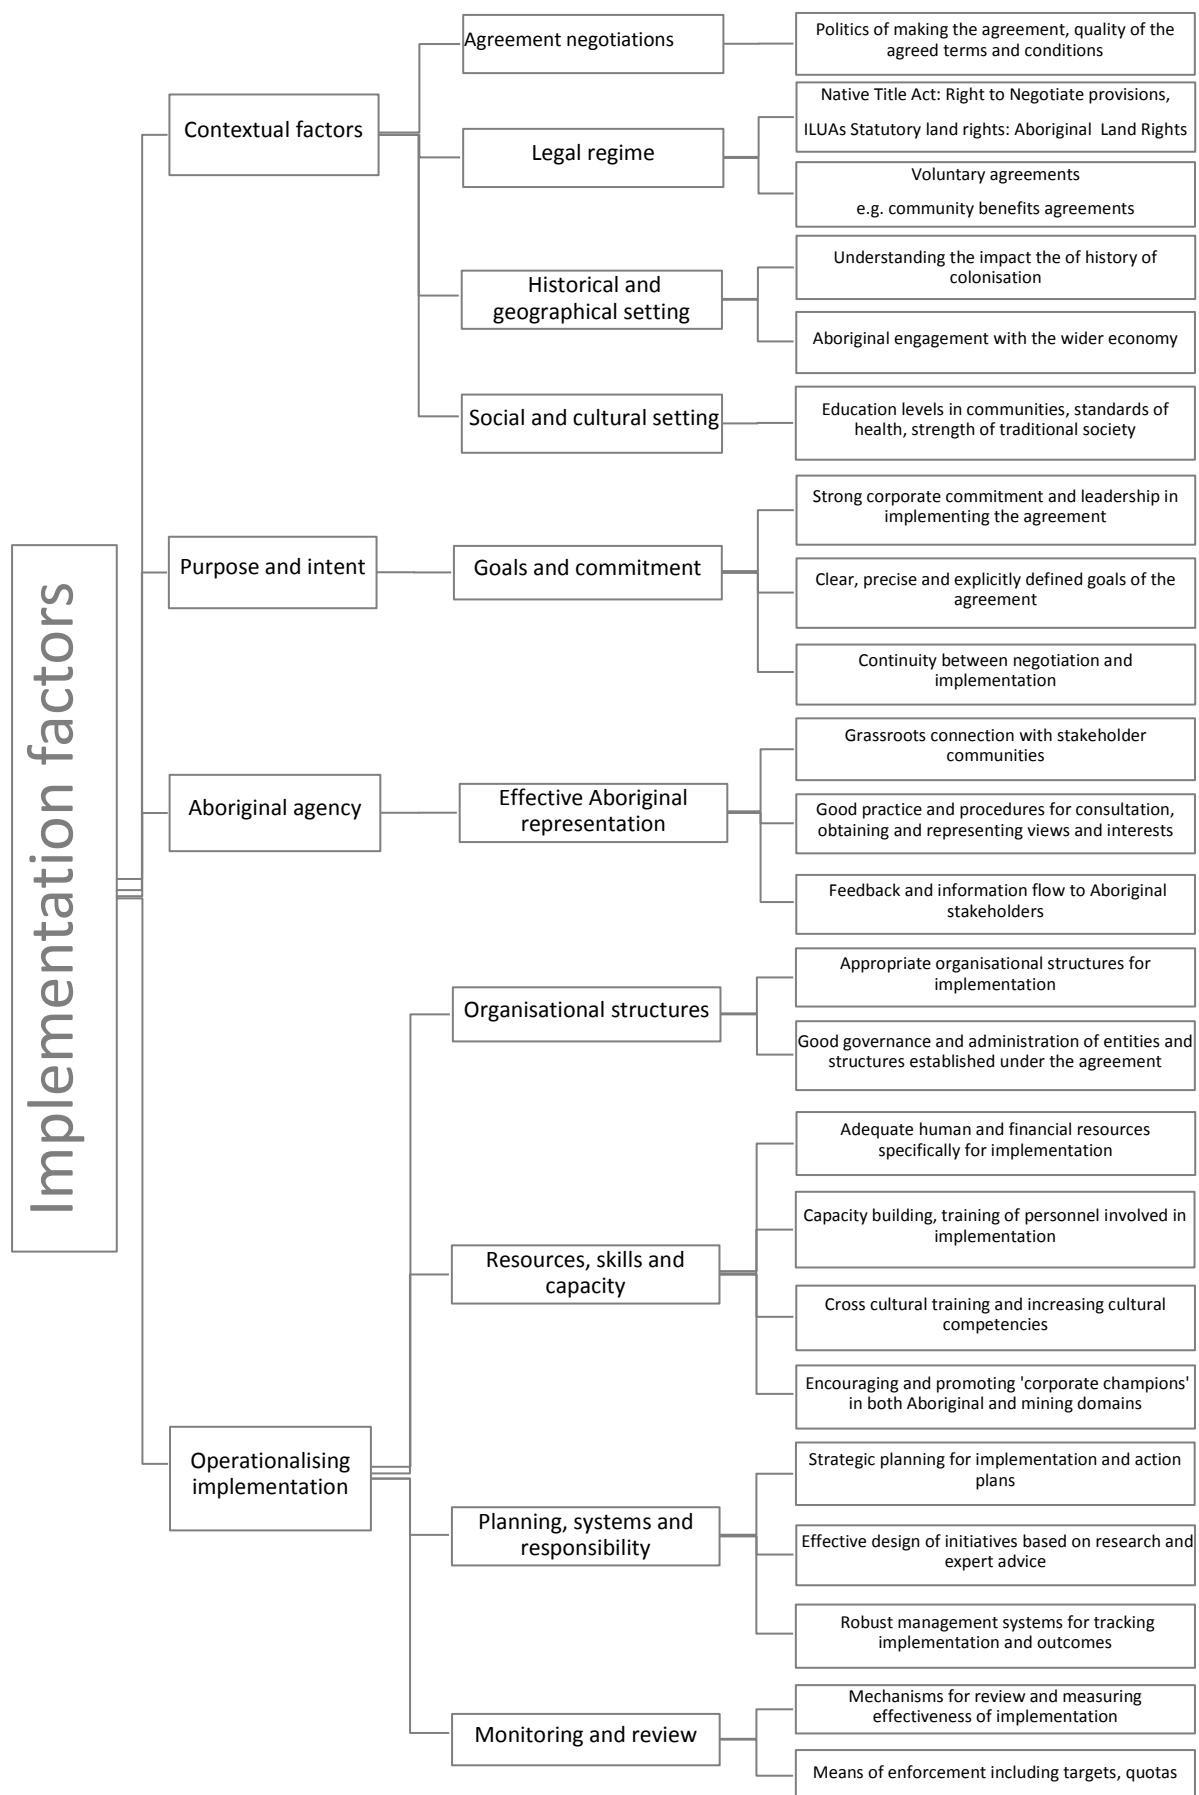 Implementation factors
Contextual factors
Agreement negotiations
Politics of making the agreement, quality of the
agreed terms and conditions
Legal regime
Native Title Act: Right to Negotiate provisions,
ILUAs Statutory land rights: Aboriginal Land Rights
Voluntary agreements
e.g. community benefits agreements
Historical and
geographical setting
Understanding the impact the of history of
colonisation
Aboriginal engagement with the wider economy
Social and cultural setting
Education levels in communities, standards of
health, strength of traditional society
Purpose and intent
Goals and commitment
Strong corporate commitment and leadership in
implementing the agreement
Clear, precise and explicitly defined goals of the
agreement
Continuity between negotiation and
implementation
Aboriginal agency
Effective Aboriginal
representation
Grassroots connection with stakeholder
communities
Good practice and procedures for consultation,
obtaining and representing views and interests
Feedback and information flow to Aboriginal
stakeholders
Operationalising
implementation
Organisational structures
Appropriate organisational structures for
implementation
Good governance and administration of entities and
structures established under the agreement
Resources, skills and
capacity
Adequate human and financial resources
specifically for implementation
Capacity building, training of personnel involved in
implementation
Cross cultural training and increasing cultural
competencies
Encouraging and promoting 'corporate champions'
in both Aboriginal and mining domains
Planning, systems and
responsibility
Strategic planning for implementation and action
plans
Effective design of initiatives based on research and
expert advice
Robust management systems for tracking
implementation and outcomes
Monitoring and review
Mechanisms for review and measuring
effectiveness of implementation
Means of enforcement including targets, quotas